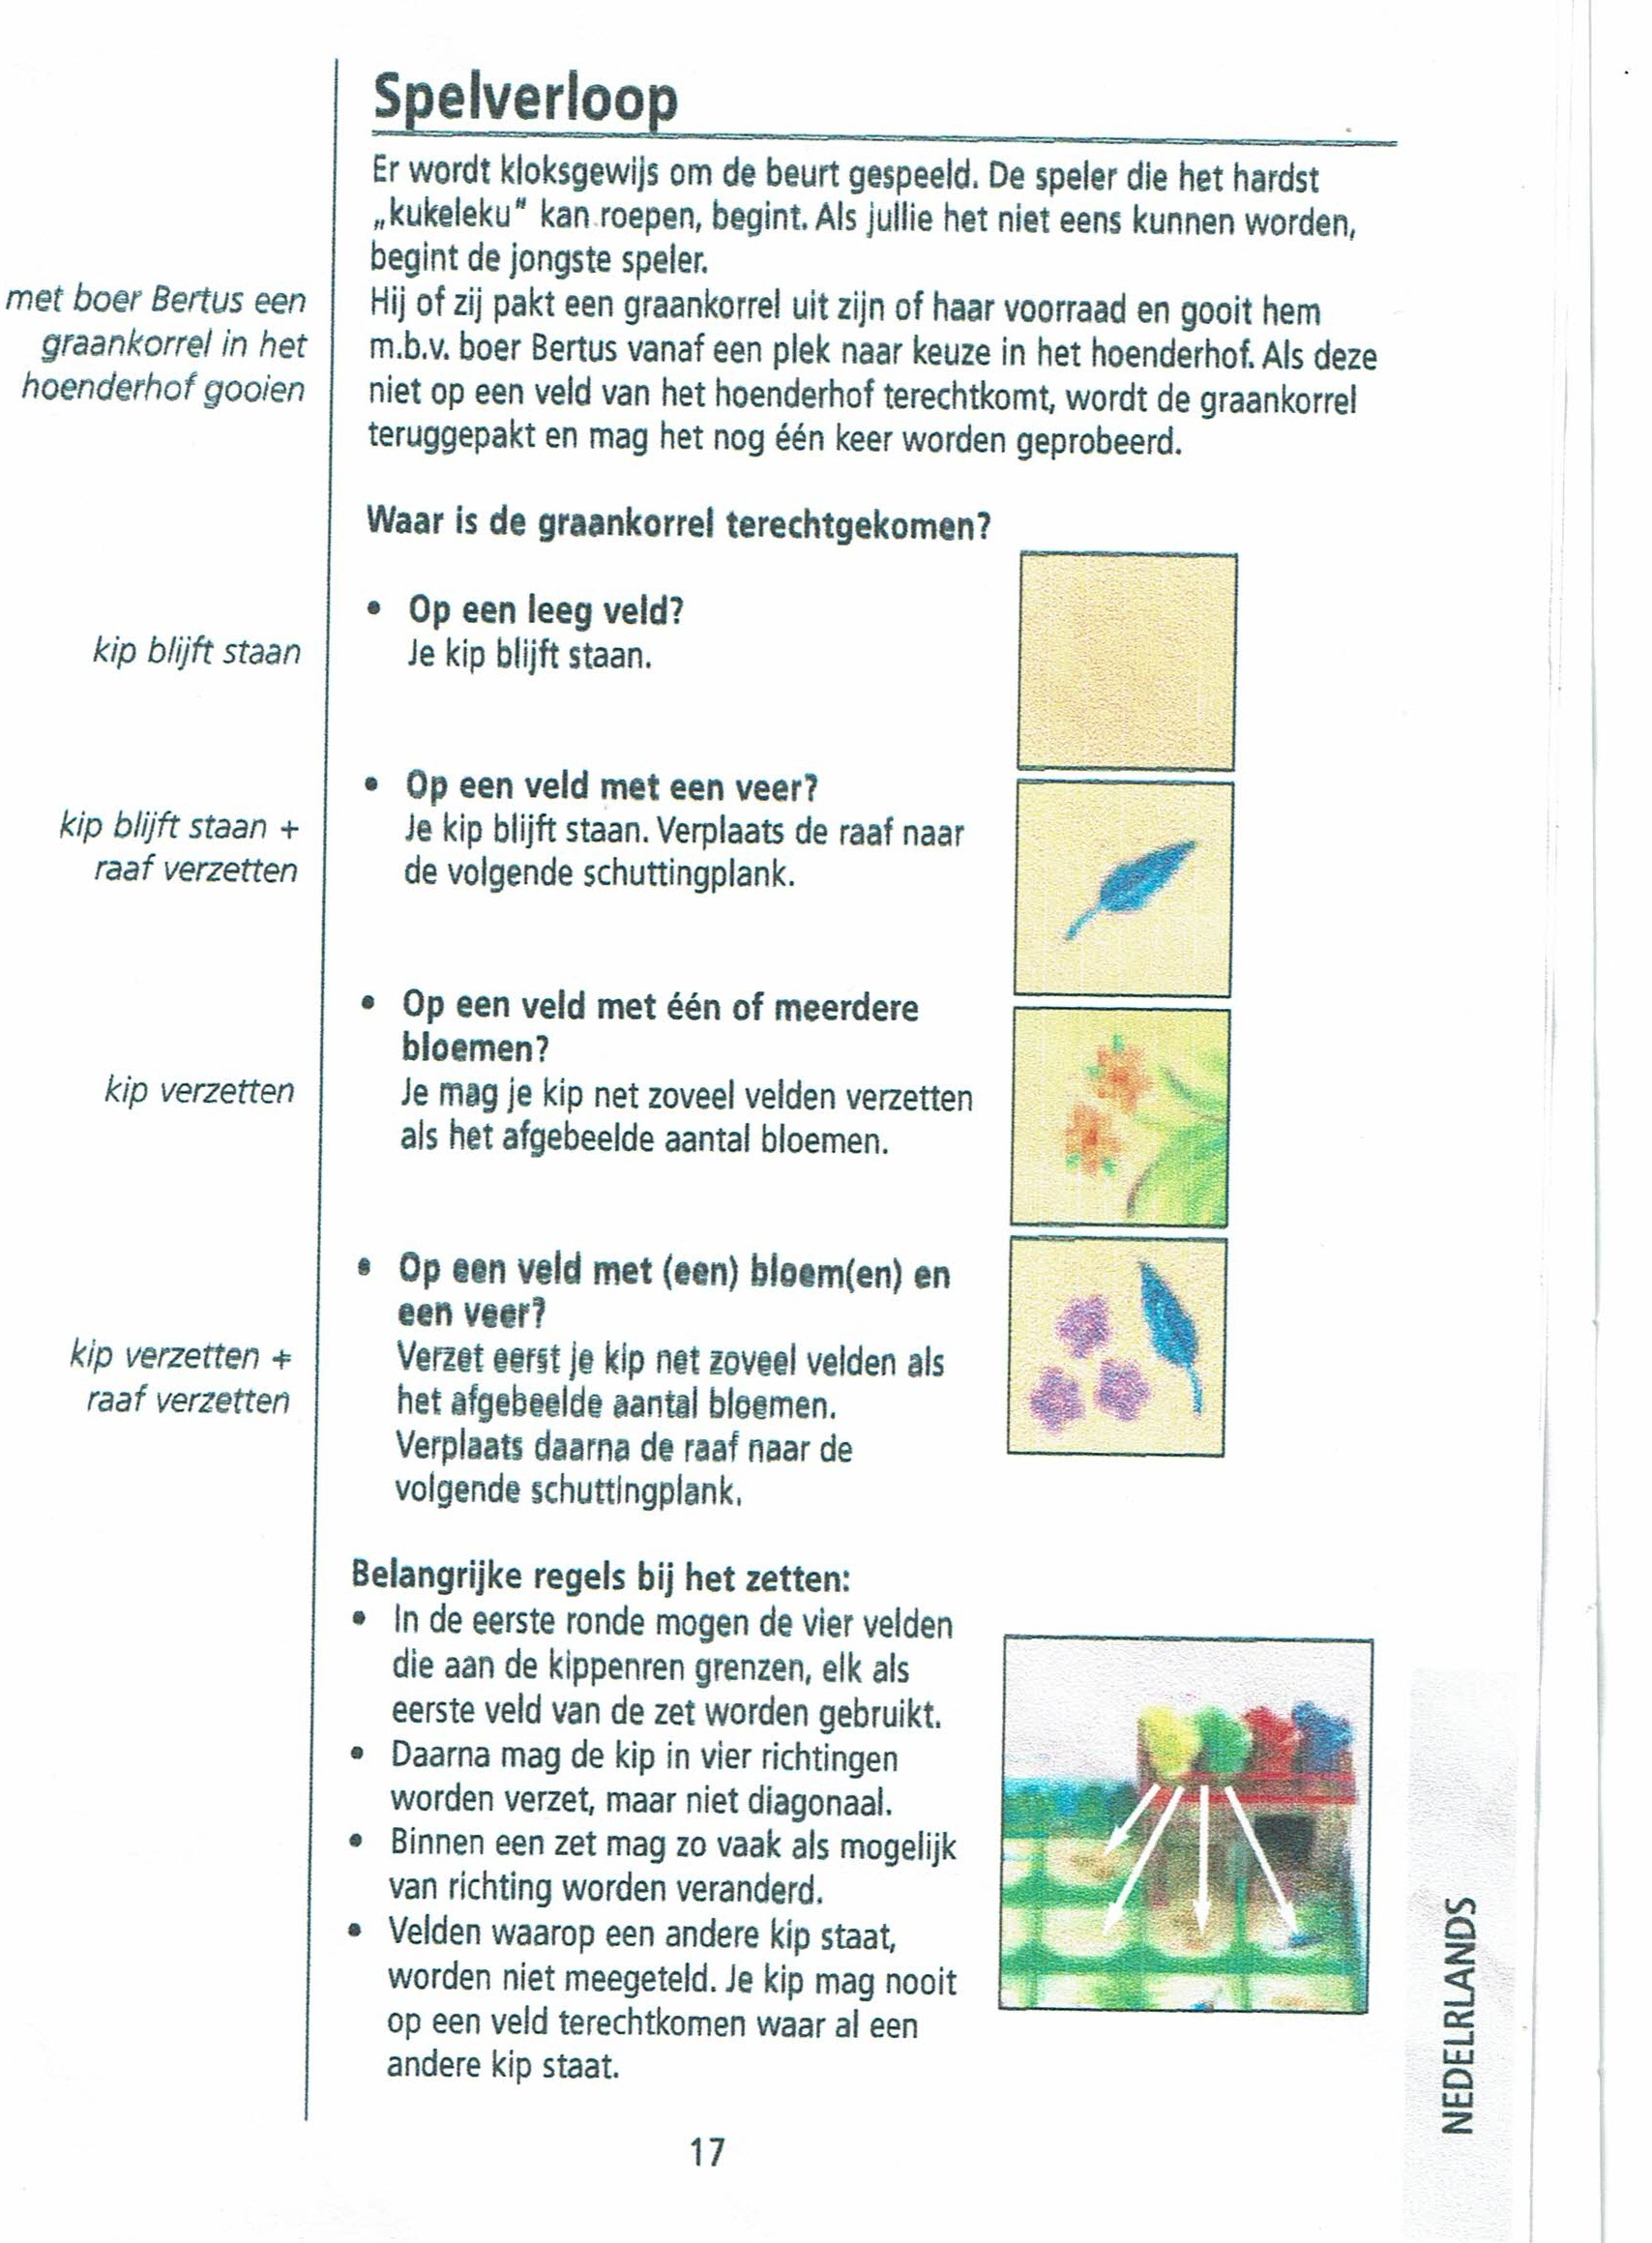 Spelverloop
Er wordt kloksgewijs om de beurt gespeeld. De speler die het hardst
„kukeleku" kan roepen, begint. Als jullie het niet eens kunnen worden,
begint de jongste speler.
met boer Bertus een
graankorrel in het
hoenderhof gooien
Hij of zij pakt een graankorrel uit zijn of haar voorraad en gooit hem
m.b.v. boer Bertus vanaf een plek naar keuze in het hoenderhof. Als deze
niet op een veld van het hoenderhof terechtkomt, wordt de graankorrel
teruggepakt en mag het nog één keer worden geprobeerd.
Waar is de graankorrel terechtgekomen?
• Op een leeg veld?
kip blijft staan
Je kip blijft staan.
• Op een veld met een veer?
kip blijft staan +
raaf verzetten
Je kip blijft staan. Verplaats de raaf naar
de volgende schuttingplank.
• Op een veld met één of meerdere
bloemen?
kip verzetten
Je mag je kip net zoveel velden verzetten
als het afgebeelde aantal bloemen.
• Op een veld met (een) bloem(en) en
een veer?
kip verzetten +
raaf verzetten
Verzet eerst je kip net zoveel velden als
het afgebeelde aantal bloemen.
Verplaats daarna de raaf naar de
volgende schuttingplank.
Belangrijke regels bij het zetten:
• In de eerste ronde mogen de vier velden
die aan de kippenren grenzen, elk als
eerste veld van de zet worden gebruikt.
• Daarna mag de kip in vier richtingen
worden verzet, maar niet diagonaal.
• Binnen een zet mag zo vaak als mogelijk
van richting worden veranderd.
• Velden waarop een andere kip staat,
worden niet meegeteld. Je kip mag nooit
op een veld terechtkomen waar al een
andere kip staat.
NEDELRLANDS
17